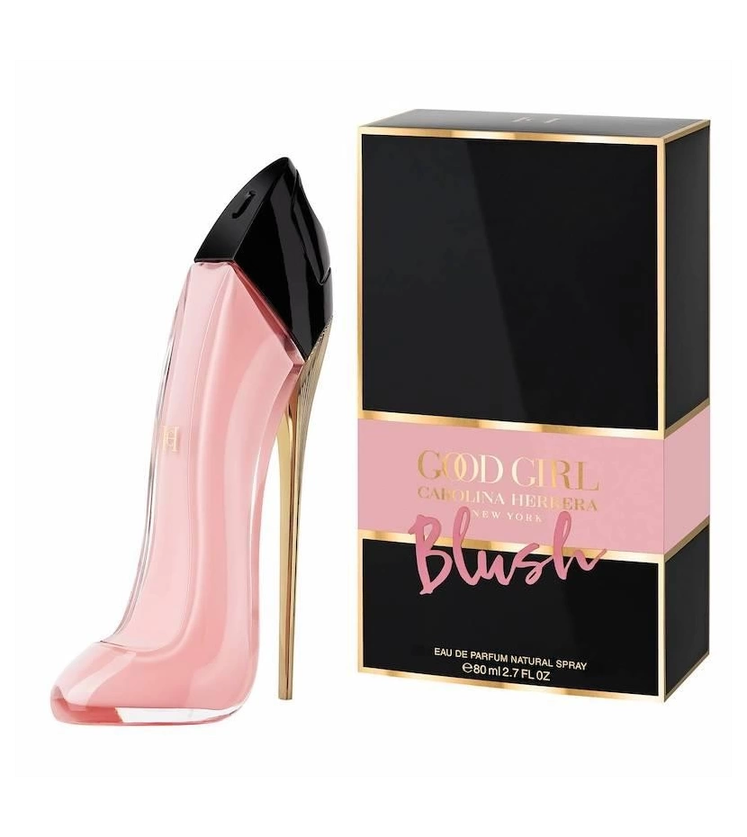 GOOD GIRL
CAROLINA HERRERA
NEW YORK
Blush
EAU DE PARFUM NATURAL SPRAY
℮80 ml 2.7 FL OZ